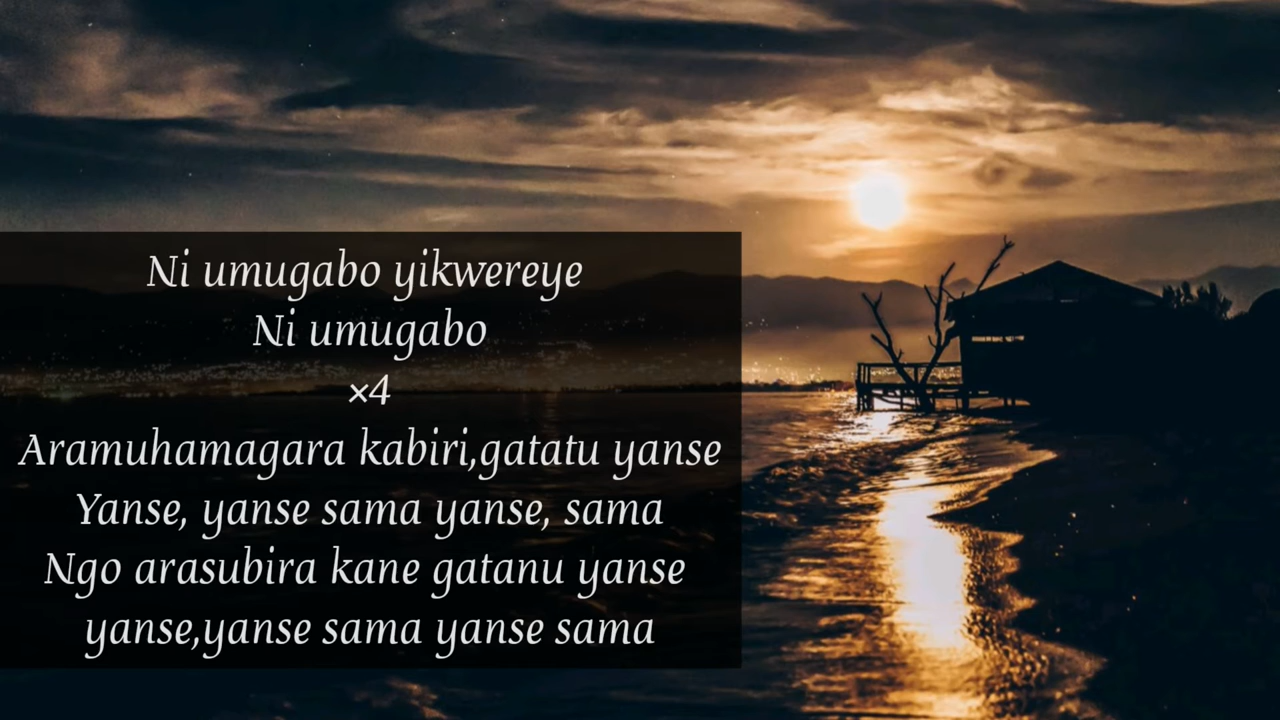 Ni umugabo yikwereye
Ni umugabo
×4
Aramuhamagara kabiri,gatatu yanse
Yanse, yanse sama yanse, sama
Ngo arasubira kane gatanu yanse
yanse,yanse sama yanse sama